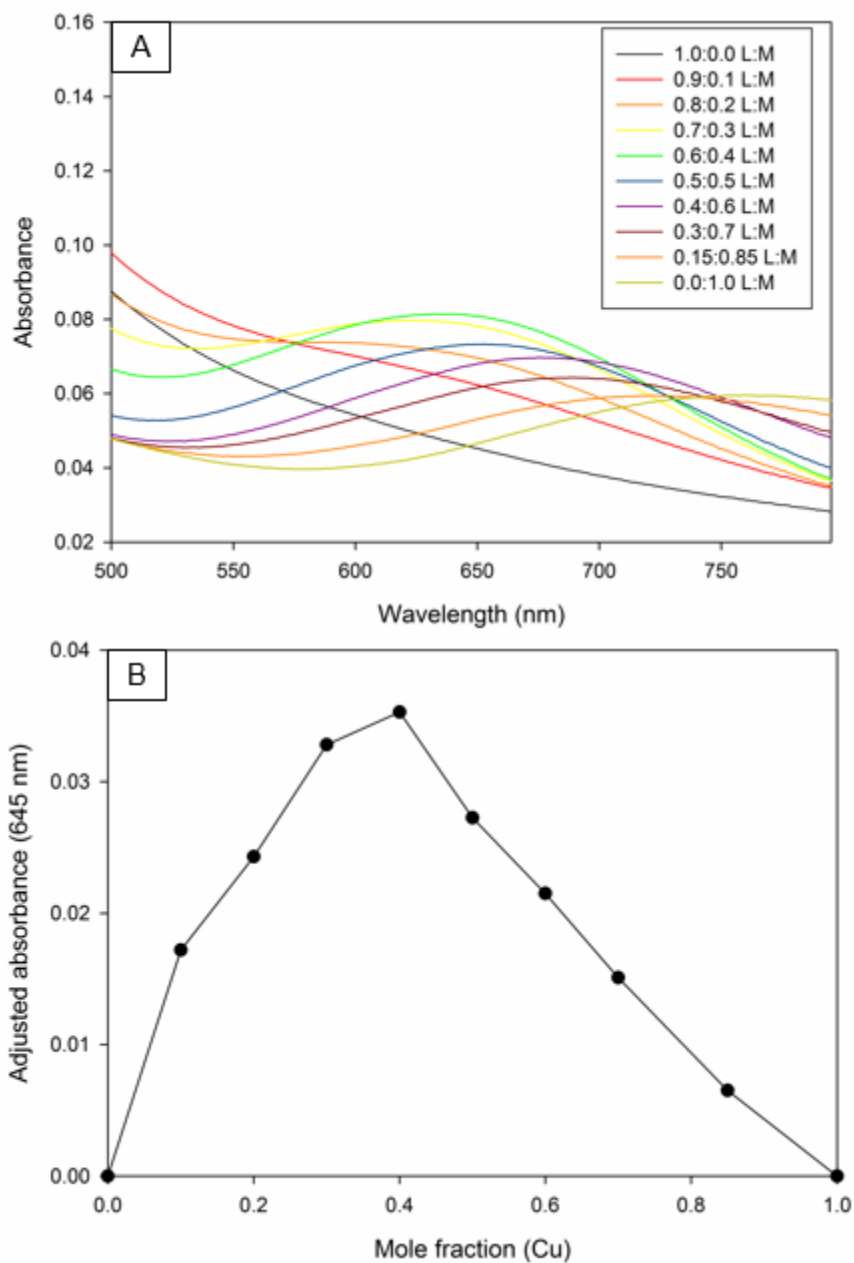 A
0.16
0.14
0.12
0.10
0.08
0.06
0.04
0.02
Absorbance
1.0:0.0 L:M
0.9:0.1 L:M
0.8:0.2 L:M
0.7:0.3 L:M
0.6:0.4 L:M
0.5:0.5 L:M
0.4:0.6 L:M
0.3:0.7 L:M
0.15:0.85 L:M
0.0:1.0 L:M
500 550 600 650 700 750
Wavelength (nm)
B
0.04
0.03
0.02
0.01
0.00
Adjusted absorbance (645 nm)
0.0 0.2 0.4 0.6 0.8 1.0
Mole fraction (Cu)